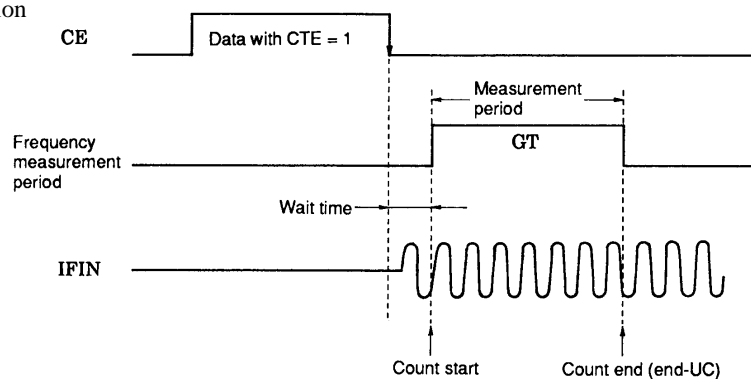 ion
CE
Data with CTE = 1
Measurement
period
Frequency
measurement
period
GT
Wait time
IFIN
Count start
Count end (end-UC)